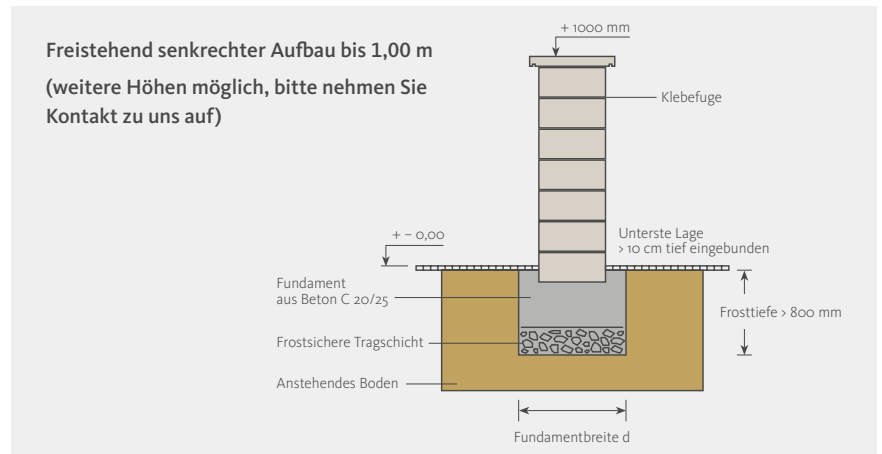 Freistehend senkrechter Aufbau bis 1,00 m
(weitere Höhen möglich, bitte nehmen Sie
Kontakt zu uns auf)
+ 1000 mm
Klebefuge
+ – 0,00
Unterste Lage
> 10 cm tief eingebunden
Fundament
aus Beton C 20/25
Frosttiefe > 800 mm
Frostsichere Tragschicht
Anstehendes Boden
Fundamentbreite d